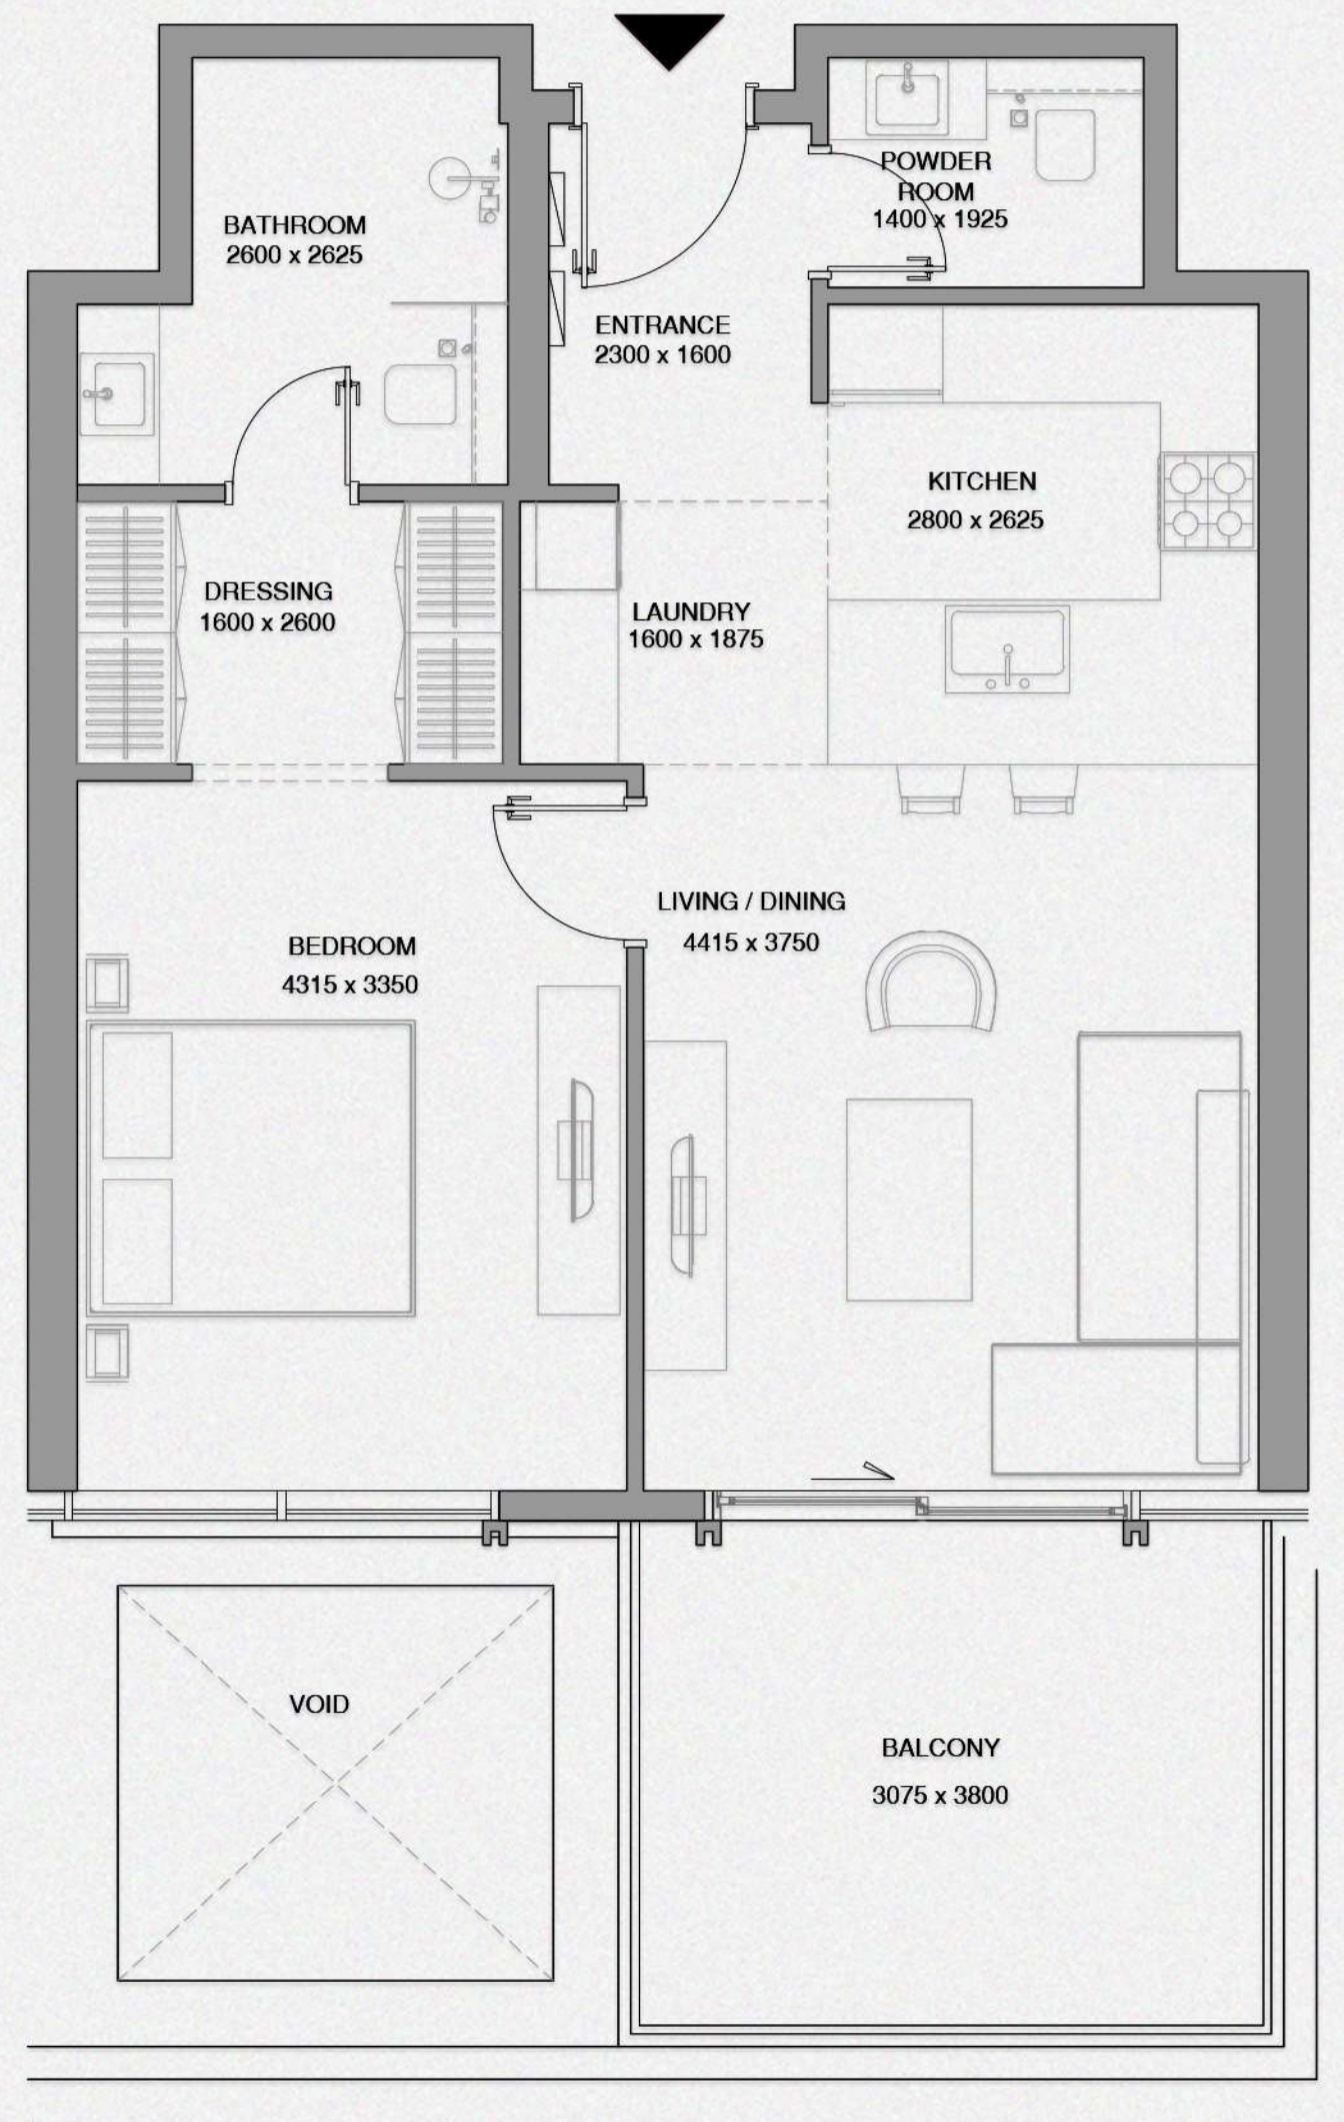 POWDER
ROOM
1400 x 1925
BATHROOM
2600 x 2625
ENTRANCE
2300 x 1600
KITCHEN
2800 x 2625
DRESSING
1600 x 2600
LAUNDRY
1600 x 1875
LIVING / DINING
4415 x 3750
BEDROOM
4315 x 3350
VOID
BALCONY
3075 x 3800